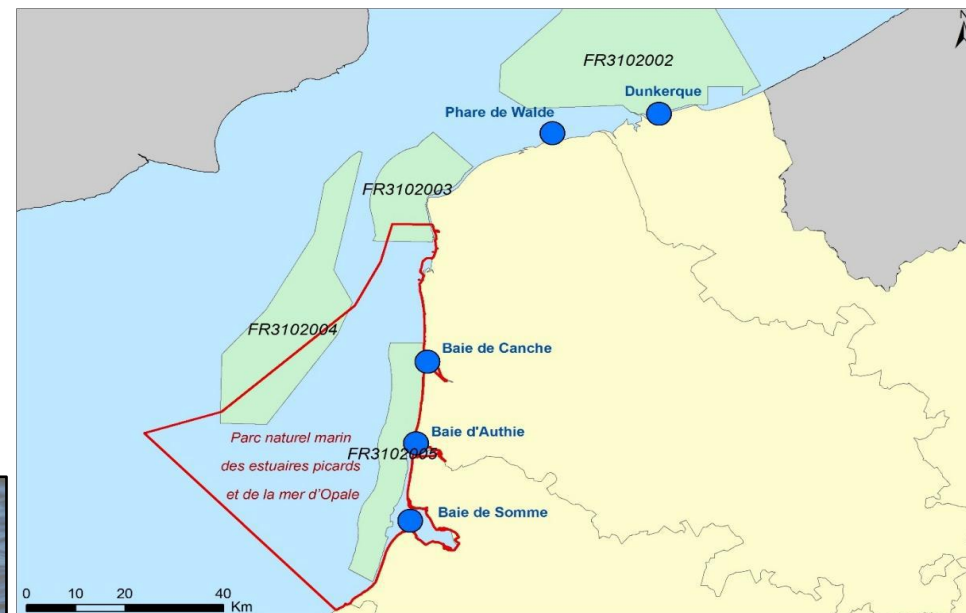 N
FR3102002
Dunkerque
Phare de Walde
FR3102003
FR3102004
Baie de Canche
Parc naturel marin
des estuaires picards
et de la mer d'Opale
Baie d'Authie
FR3102005
Baie de Somme
0 10 20 40
Km